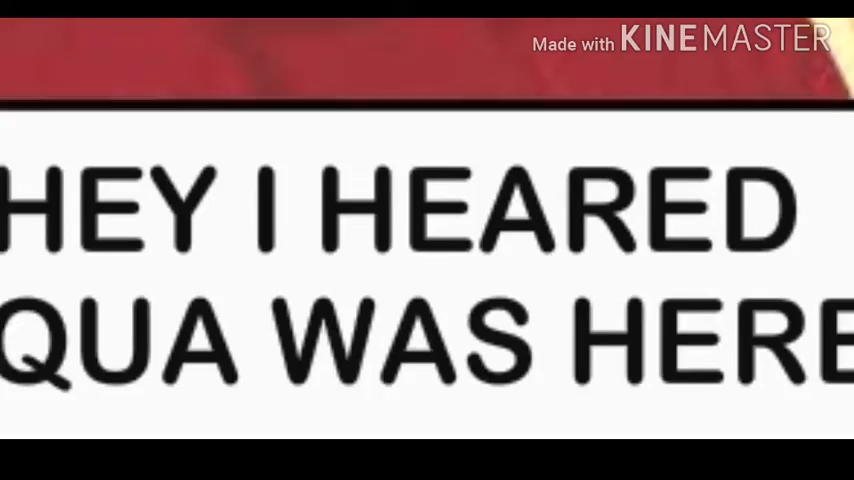 Made with KINEMASTER
HEY I HEARED
QUA WAS HERE